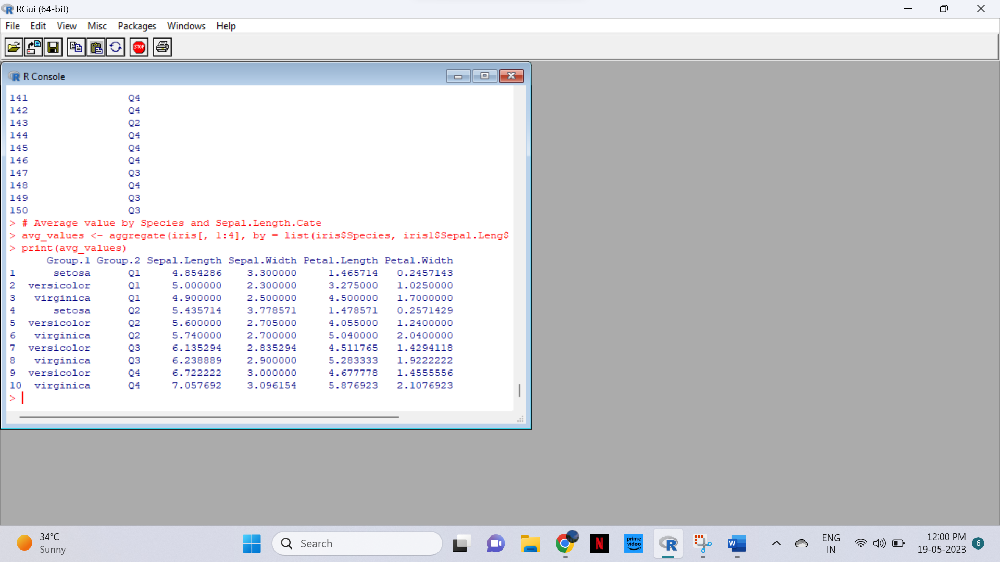 RGui (64-bit)
File Edit View Misc Packages Windows Help
STOP
R Console
141 Q4
142 Q4
143 Q2
144 Q4
145 Q4
146 Q4
147 Q3
148 Q4
149 Q3
150 Q3
> # Average value by Species and Sepal.Length.Cate
> avg_values <- aggregate(iris[, 1:4], by = list(iris$Species, iris1$Sepal.Leng$
> print(avg_values)
Group.1 Group.2 Sepal.Length Sepal.Width Petal.Length Petal.Width
1 setosa Q1 4.854286 3.300000 1.465714 0.2457143
2 versicolor Q1 5.000000 2.300000 3.275000 1.0250000
3 virginica Q1 4.900000 2.500000 4.500000 1.7000000
4 setosa Q2 5.435714 3.778571 1.478571 0.2571429
5 versicolor Q2 5.600000 2.705000 4.055000 1.2400000
6 virginica Q2 5.740000 2.700000 5.040000 2.0400000
7 versicolor Q3 6.135294 2.835294 4.511765 1.4294118
8 virginica Q3 6.238889 2.900000 5.283333 1.9222222
9 versicolor Q4 6.722222 3.000000 4.677778 1.4555556
10 virginica Q4 7.057692 3.096154 5.876923 2.1076923
>
34°C
Sunny
Search
N
prime
video
R
W
ENG
IN
12:00 PM
19-05-2023
6